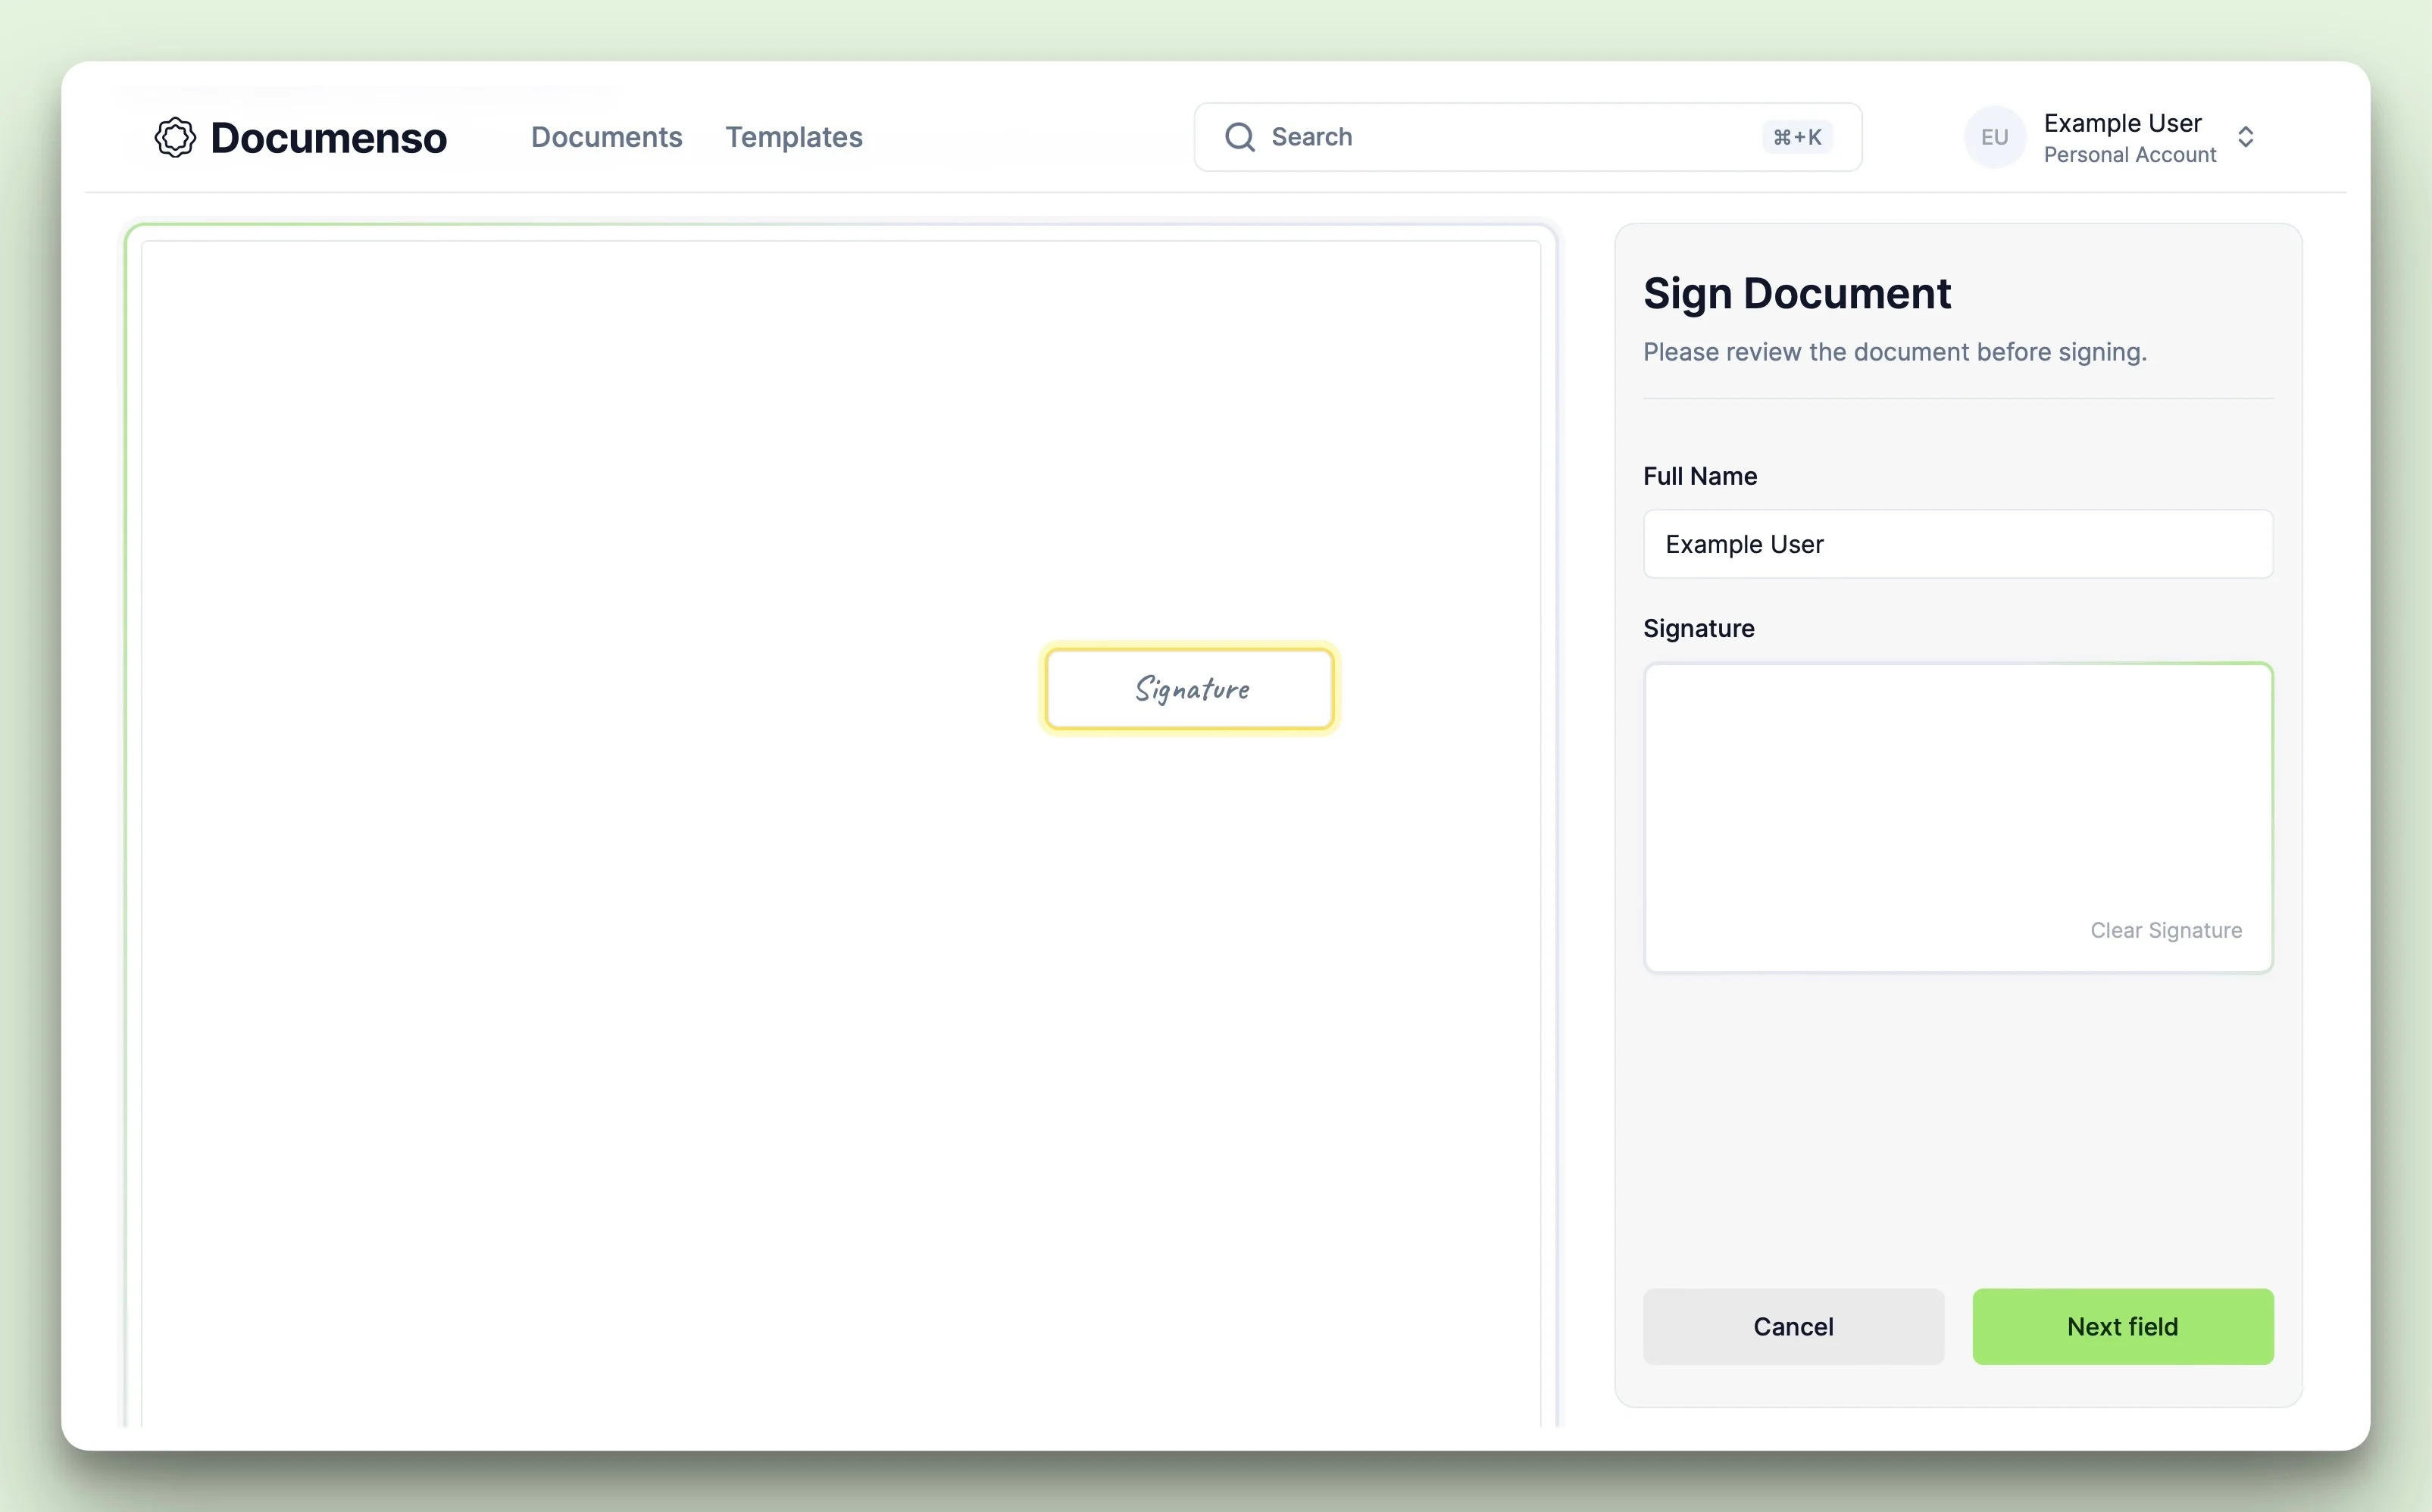 Documenso
Documents
Templates
Search
⌘+K
EU
Example User
Personal Account
Signature
Sign Document
Please review the document before signing.
Full Name
Example User
Signature
Clear Signature
Cancel
Next field